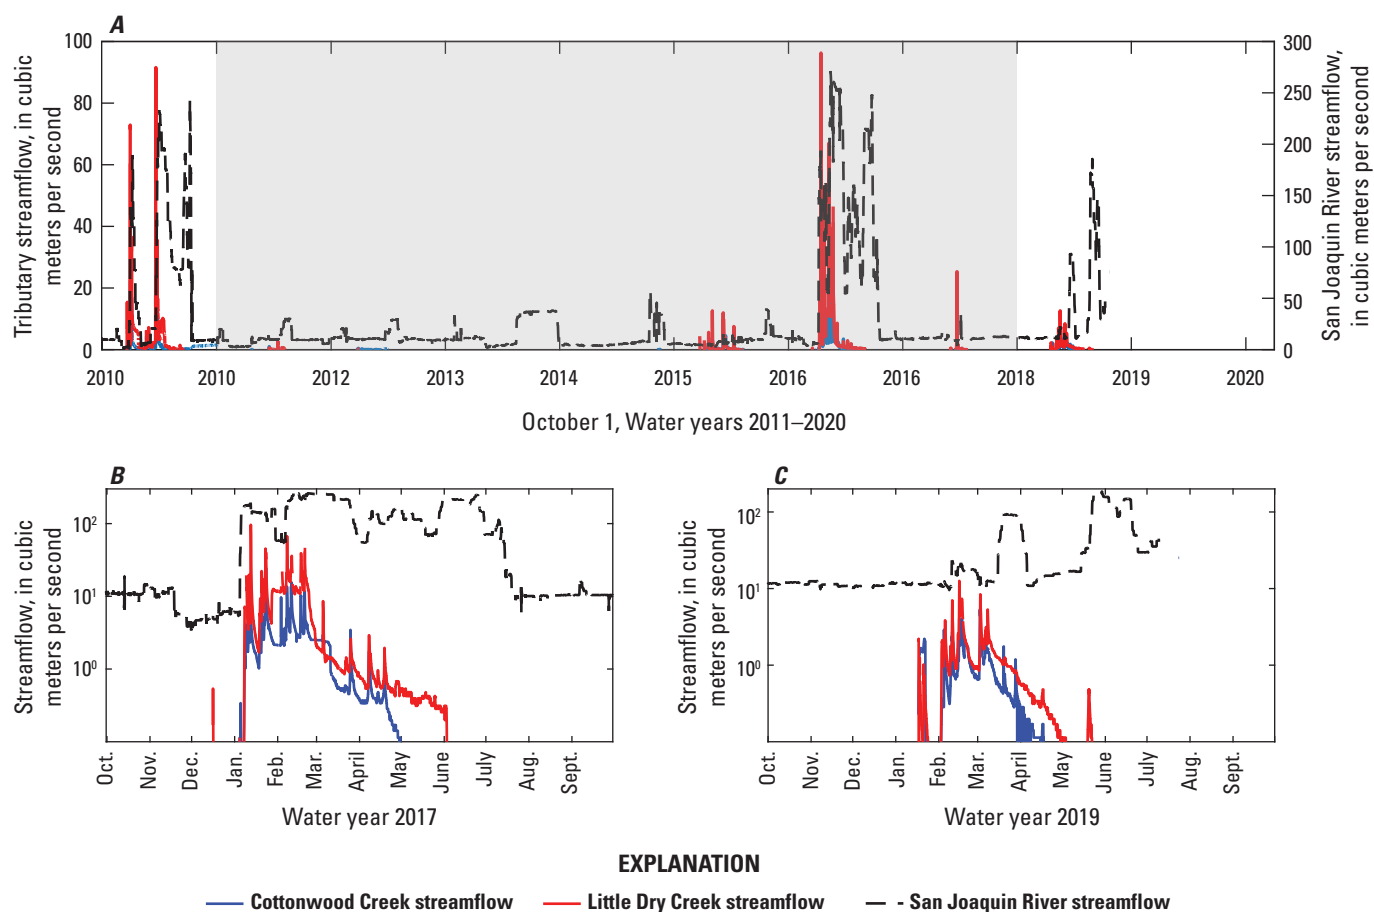 A
Tributary streamflow, in cubic
meters per second
100
80
60
40
20
0
300
250
200
150
100
50
0
San Joaquin River streamflow,
in cubic meters per second
2010 2010 2012 2013 2014 2015 2016 2016 2018 2019 2020
October 1, Water years 2011–2020
B
Streamflow, in cubic
meters per second
10²
10¹
10⁰
Oct. Nov. Dec. Jan. Feb. Mar. April May June July Aug. Sept.
Water year 2017
C
Streamflow, in cubic
meters per second
10²
10¹
10⁰
Oct. Nov. Dec. Jan. Feb. Mar. April May June July Aug. Sept.
Water year 2019
EXPLANATION
Cottonwood Creek streamflow Little Dry Creek streamflow San Joaquin River streamflow